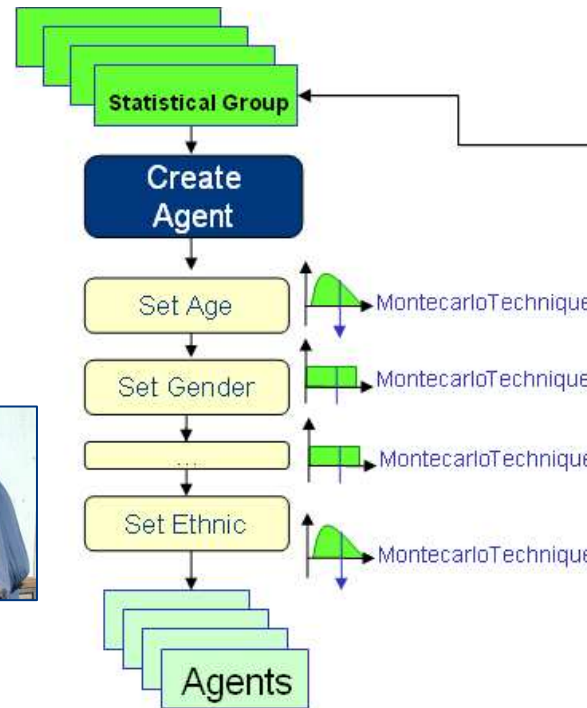 Statistical Group
Create
Agent
Set Age
MontecarloTechnique
Set Gender
MontecarloTechnique
...
MontecarloTechnique
Set Ethnic
MontecarloTechnique
Agents